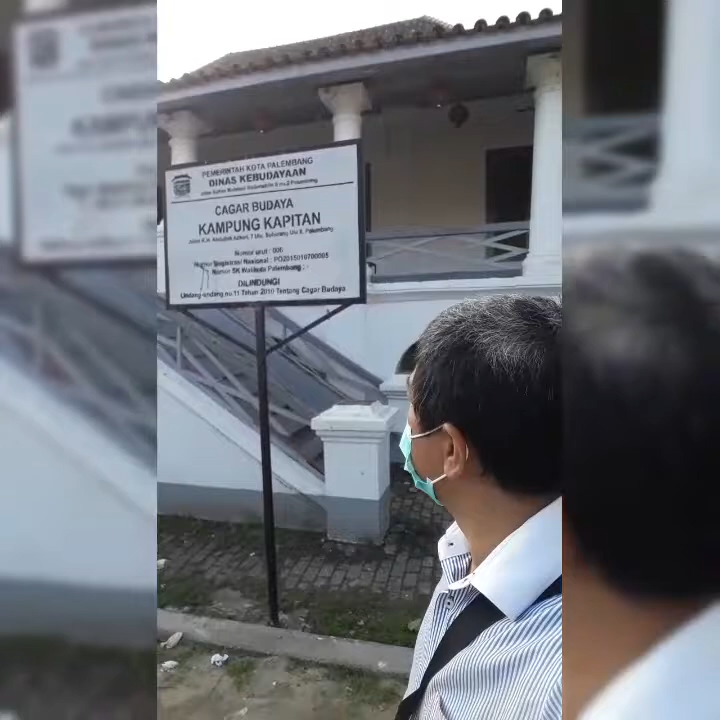 PEMERINTAH KOTA PALEMBANG
DINAS KEBUDAYAAN
CAGAR BUDAYA
KAMPUNG KAPITAN
Nomor urut : 006
Nomor Registrasi Nasional : PO2015010700005
Nomor SK Walikota Palembang : -
DILINDUNGI
Undang-undang no.11 Tahun 2010 Tentang Cagar Budaya